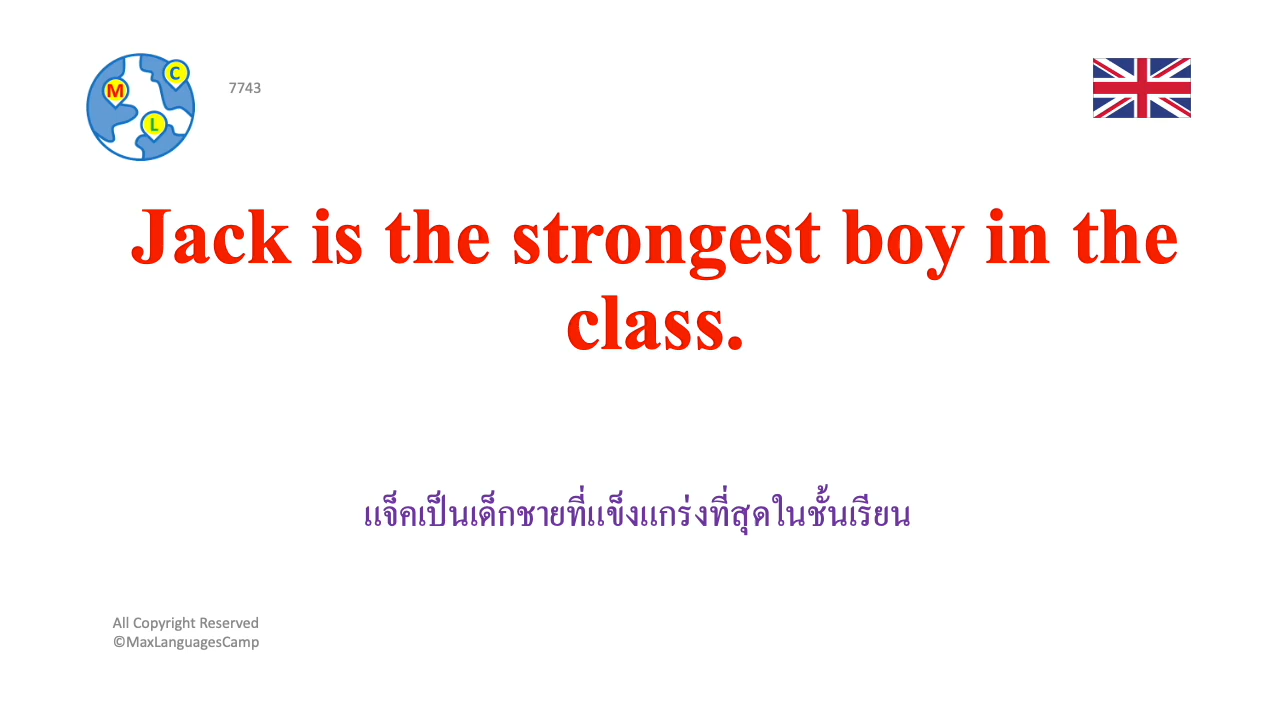 M
C
L
7743
Jack is the strongest boy in the
class.
แจ็คเป็นเด็กชายที่แข็งแกร่งที่สุดในชั้นเรียน
All Copyright Reserved
©MaxLanguagesCamp